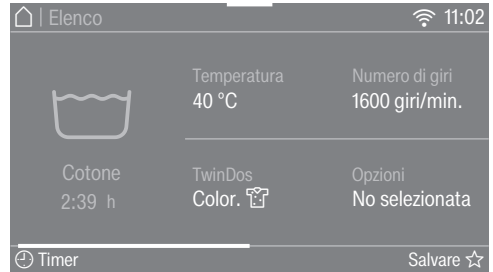 Elenco
11:02
Temperatura
40 °C
Numero di giri
1600 giri/min.
Cotone
2:39 h
TwinDos
Color.
Opzioni
No selezionata
Timer
Salvare